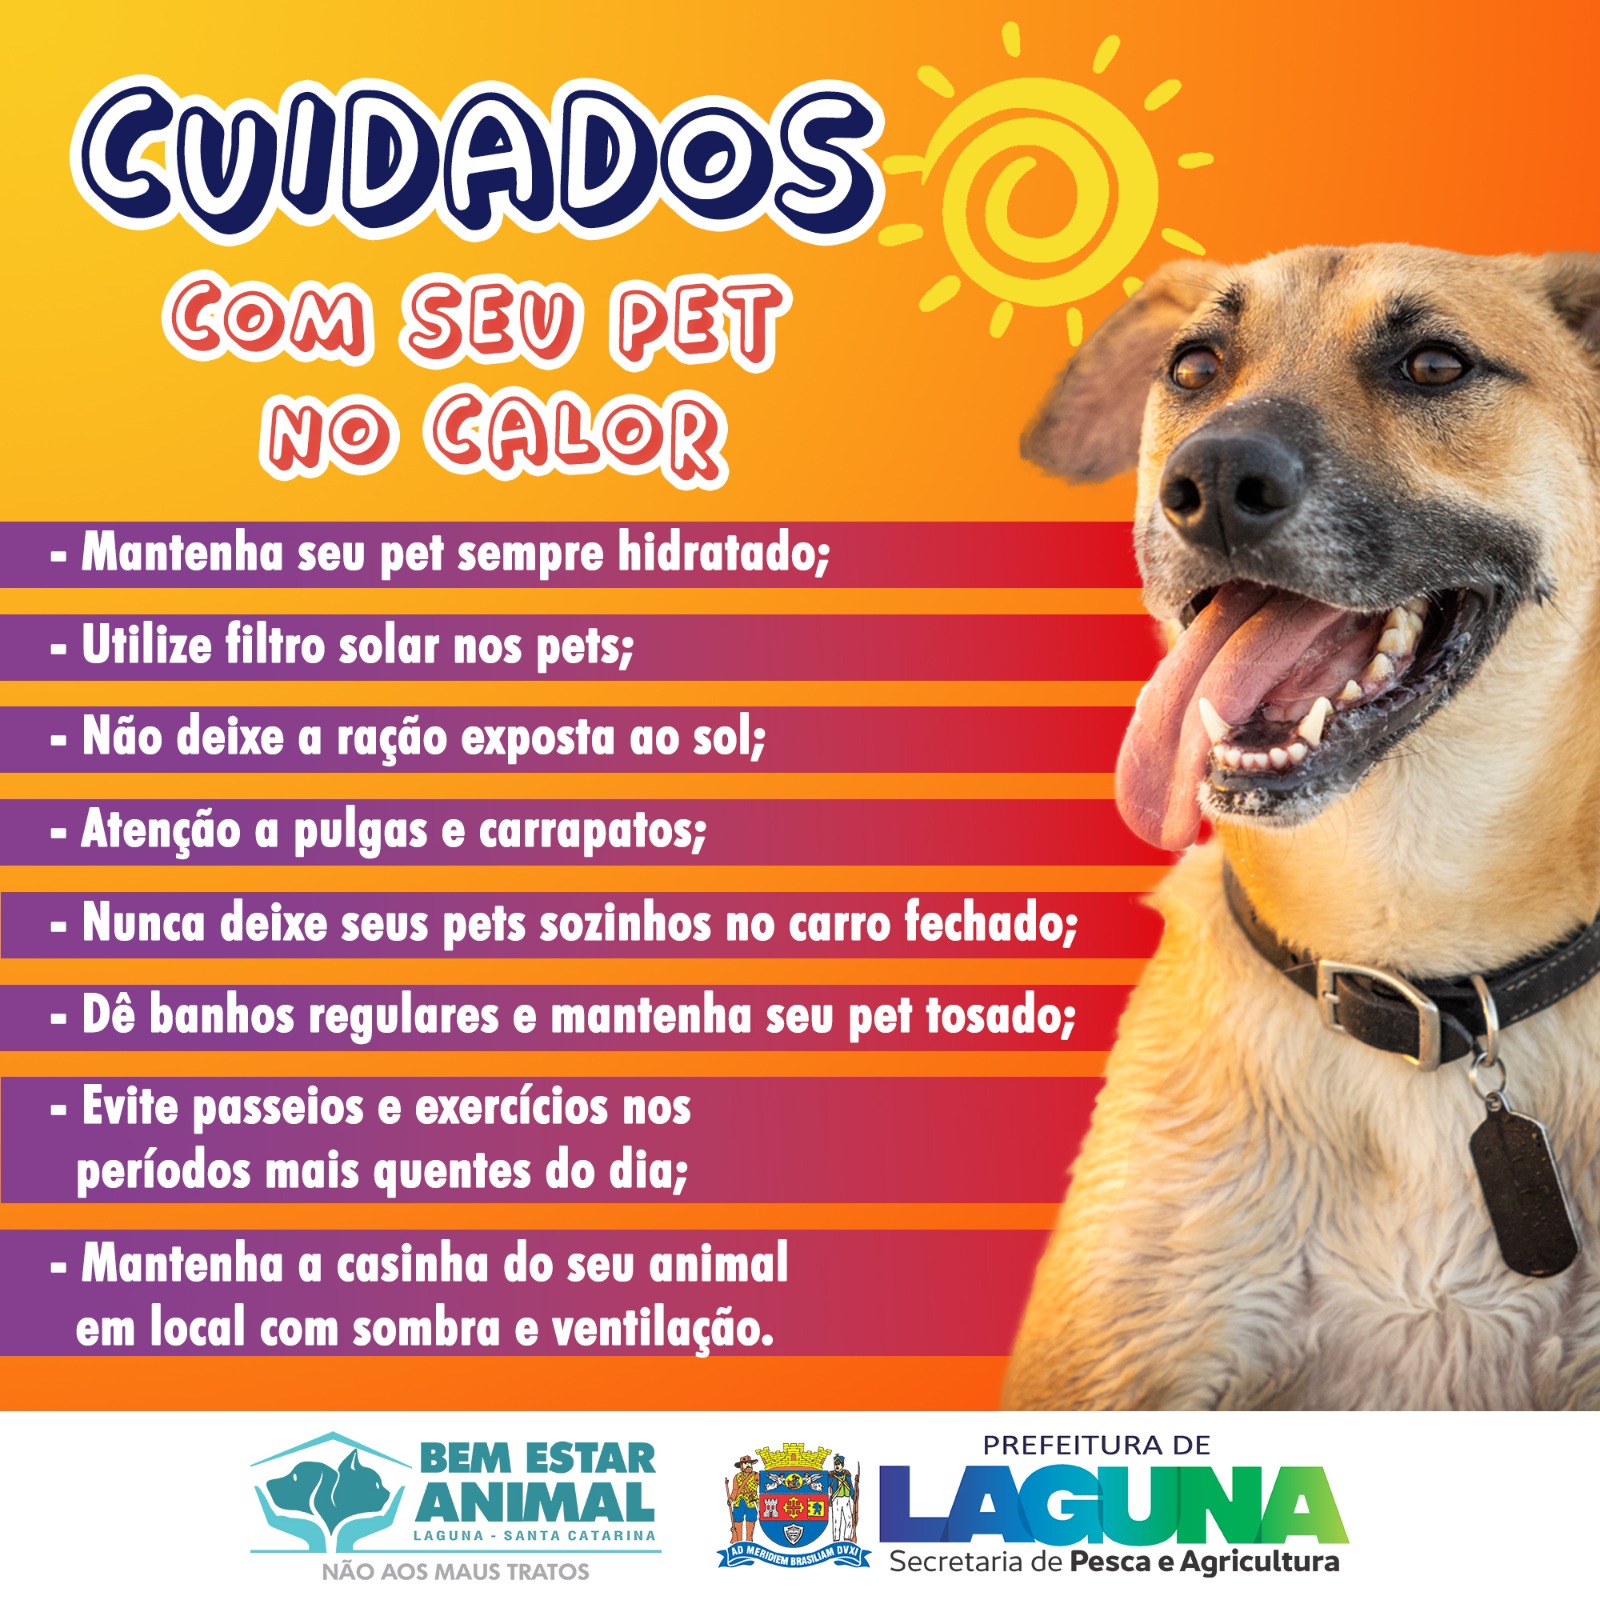 CUIDADOS
COM SEU PET
NO CALOR
- Mantenha seu pet sempre hidratado;
- Utilize filtro solar nos pets;
- Não deixe a ração exposta ao sol;
- Atenção a pulgas e carrapatos;
- Nunca deixe seus pets sozinhos no carro fechado;
- Dê banhos regulares e mantenha seu pet tosado;
- Evite passeios e exercícios nos
períodos mais quentes do dia;
- Mantenha a casinha do seu animal
em local com sombra e ventilação.
BEM ESTAR
ANIMAL
LAGUNA - SANTA CATARINA
NÃO AOS MAUS TRATOS
AD MERIDIEM BRASILIAM DVXI
PREFEITURA DE
LAGUNA
Secretaria de Pesca e Agricultura